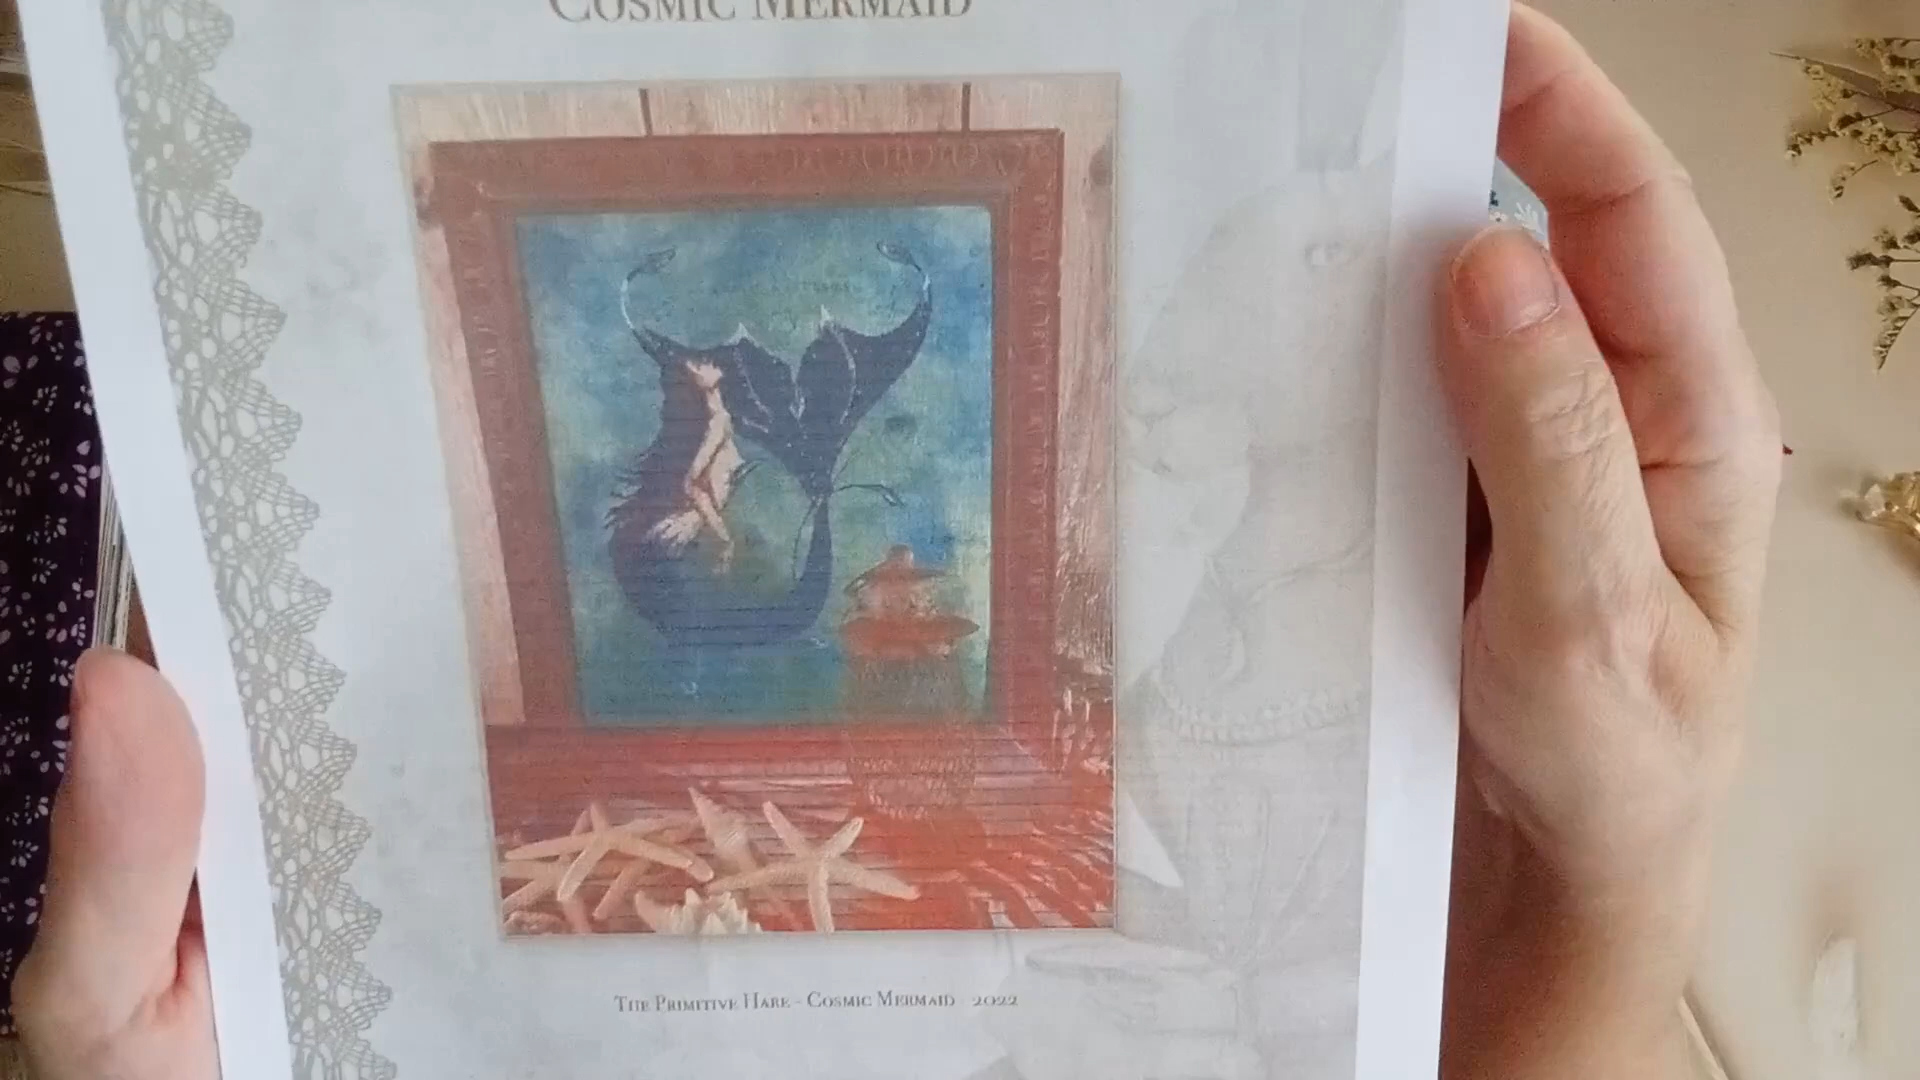 COSMIC MERMAID
THE PRIMITIVE HARE - COSMIC MERMAID 2022